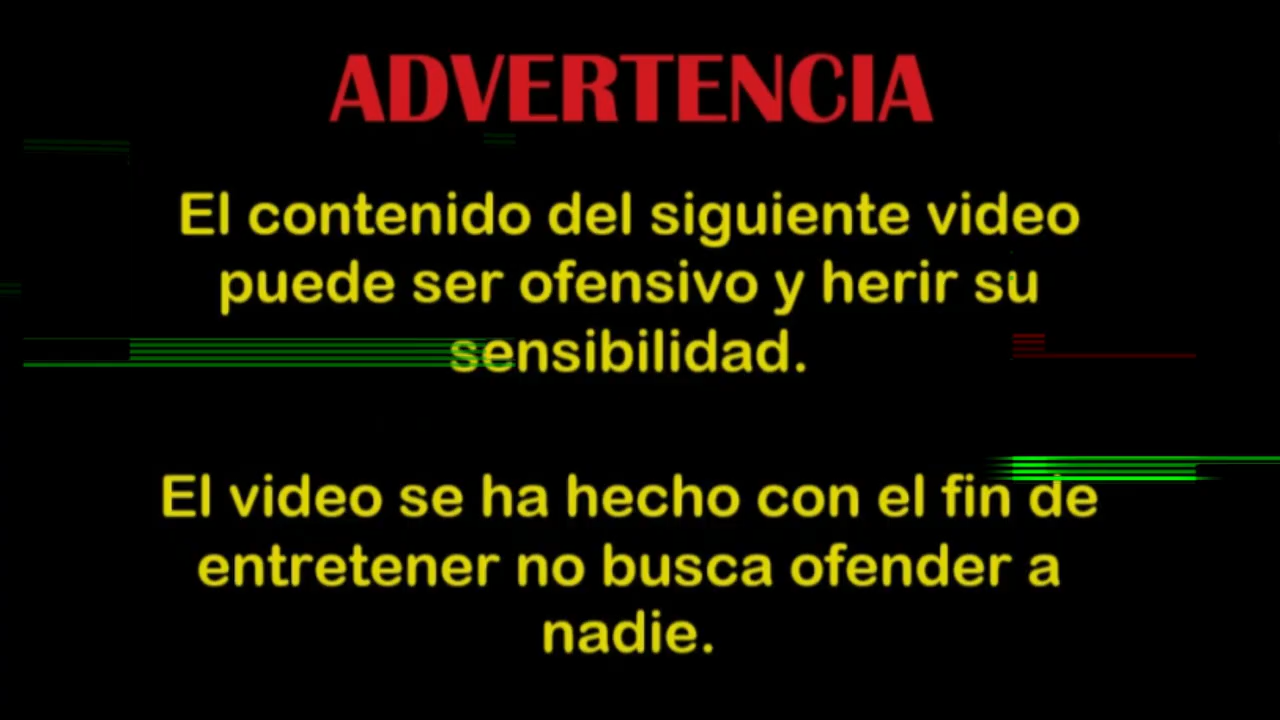 ADVERTENCIA
El contenido del siguiente video
puede ser ofensivo y herir su
sensibilidad.
El video se ha hecho con el fin de
entretener no busca ofender a
nadie.